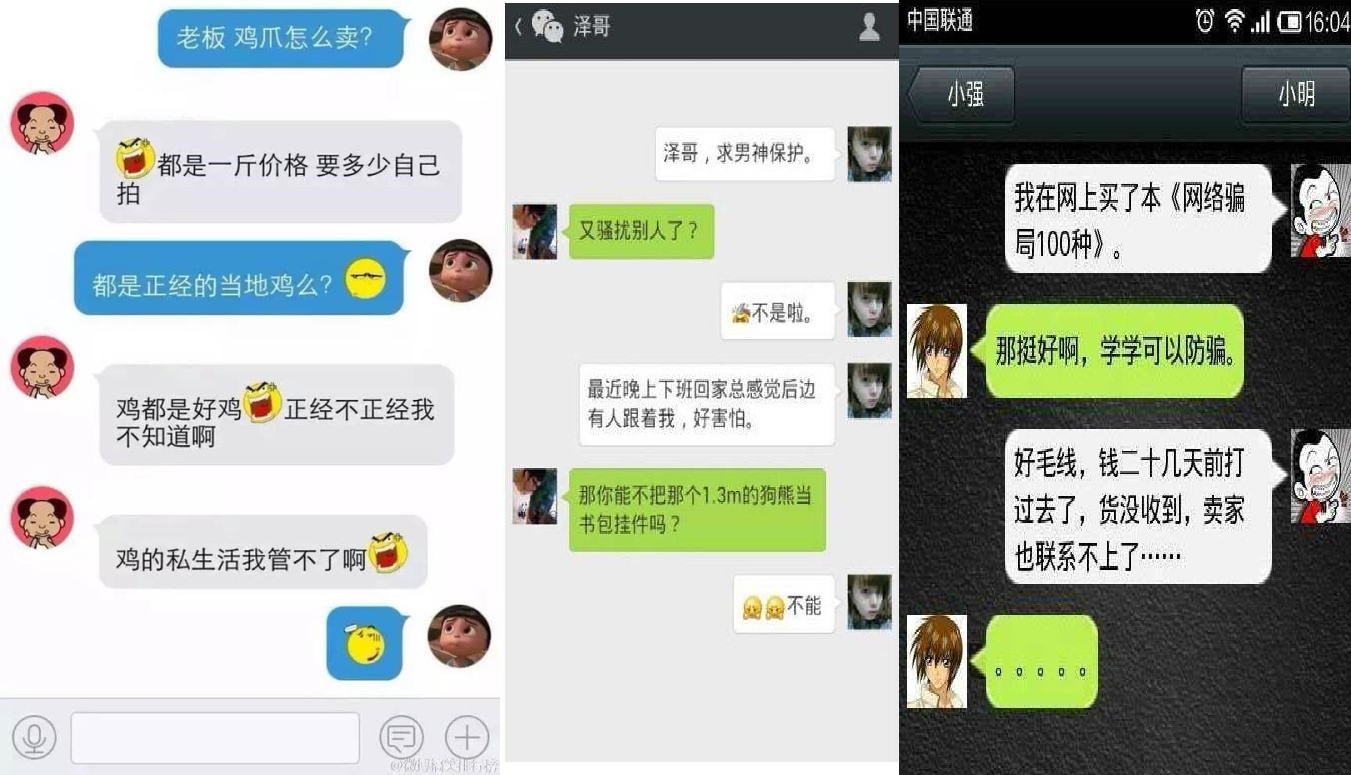 老板 鸡爪怎么卖?
都是一斤价格 要多少自己
拍
都是正经的当地鸡么?
鸡都是好鸡正经不正经我
不知道啊
鸡的私生活我管不了啊
泽哥
泽哥，求男神保护。
又骚扰别人了？
不是啦。
最近晚上下班回家总感觉后边
有人跟着我，好害怕。
那你能不把那个1.3m的狗熊当
书包挂件吗？
不能
中国联通
16:04
小强
小明
我在网上买了本《网络骗
局100种》。
那挺好啊，学学可以防骗。
好毛线，钱二十几天前打
过去了，货没收到，卖家
也联系不上了……
。。。。。